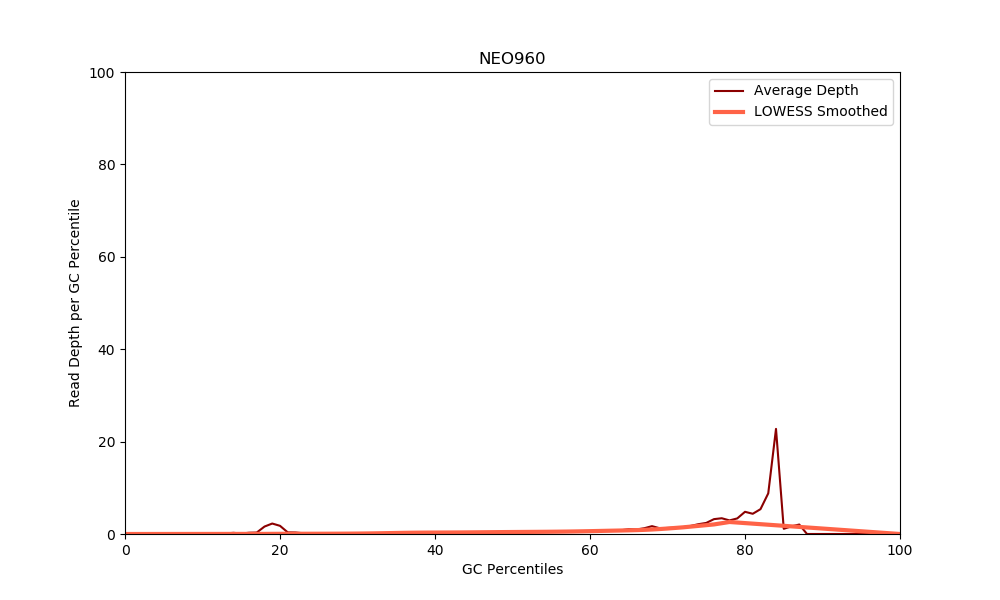 NEO960
Average Depth
LOWESS Smoothed
100
80
60
40
20
0
Read Depth per GC Percentile
0 20 40 60 80 100
GC Percentiles